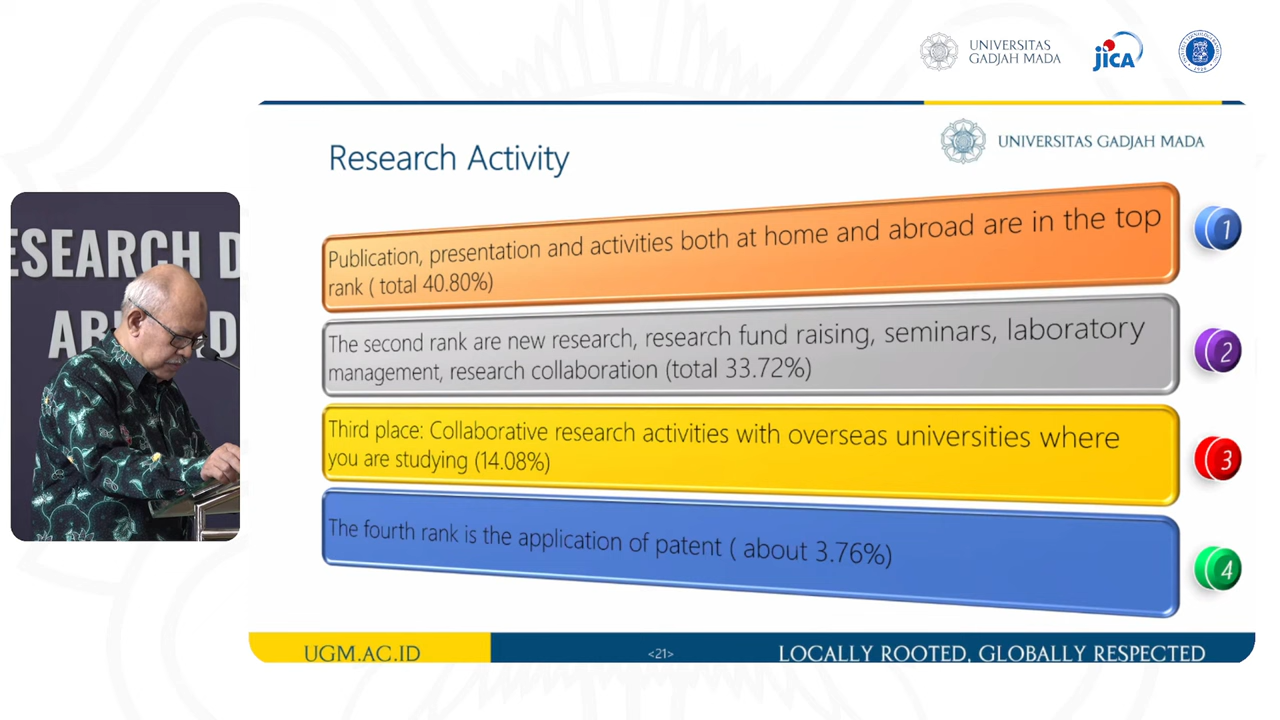 UNIVERSITAS
GADJAH MADA
JICA
Research Activity
UNIVERSITAS GADJAH MADA
Publication, presentation and activities both at home and abroad are in the top
rank ( total 40.80%)
1
The second rank are new research, research fund raising, seminars, laboratory
management, research collaboration (total 33.72%)
2
Third place: Collaborative research activities with overseas universities where
you are studying (14.08%)
3
The fourth rank is the application of patent ( about 3.76%)
4
ESEARCH D
UGM.AC.ID
<21>
LOCALLY ROOTED, GLOBALLY RESPECTED